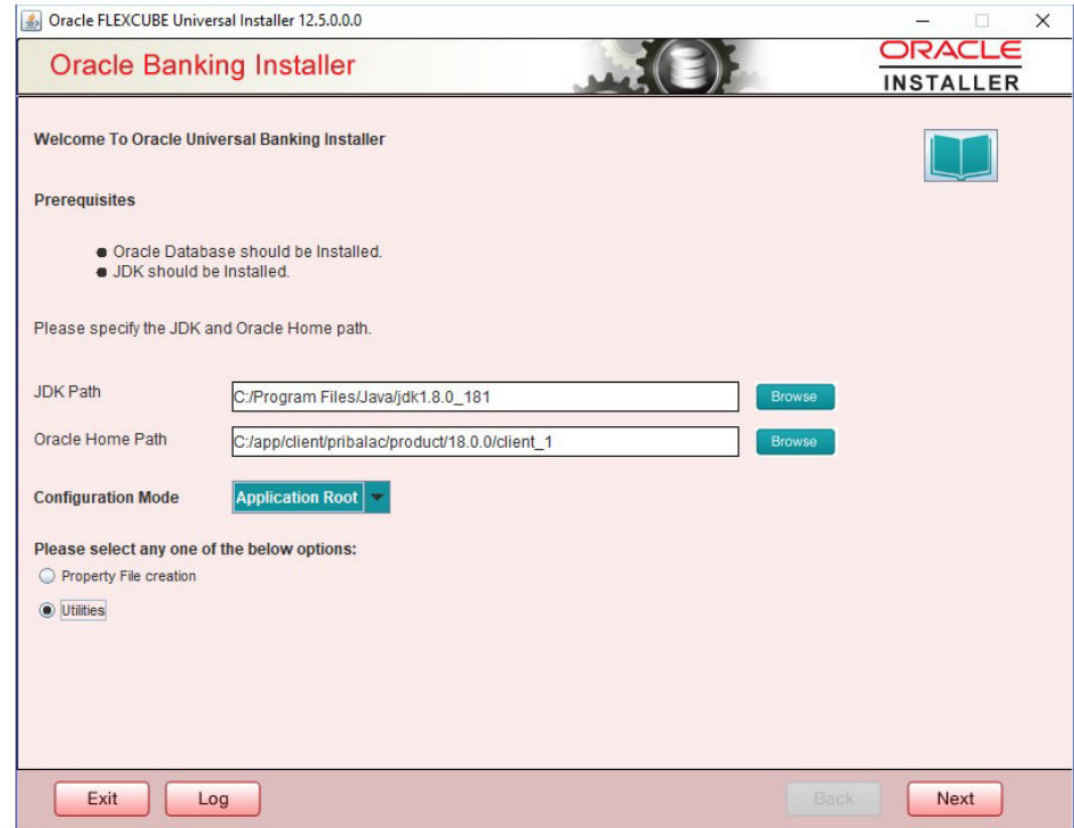 Oracle FLEXCUBE Universal Installer 12.5.0.0.0
Oracle Banking Installer
ORACLE
INSTALLER
Welcome To Oracle Universal Banking Installer
Prerequisites
Oracle Database should be Installed.
JDK should be Installed.
Please specify the JDK and Oracle Home path.
JDK Path
C:/Program Files/Java/jdk1.8.0_181
Browse
Oracle Home Path
C:/app/client/pribalac/product/18.0.0/client_1
Browse
Configuration Mode
Application Root
Please select any one of the below options:
Property File creation
Utilities
Exit
Log
Back
Next